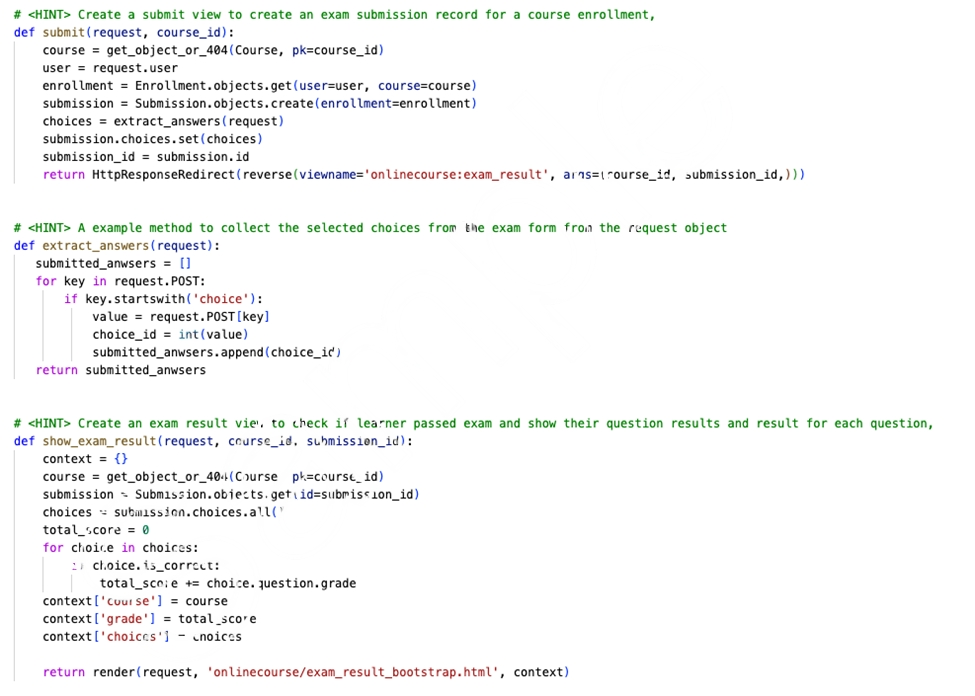 # <HINT> Create a submit view to create an exam submission record for a course enrollment,
def submit(request, course_id):
    course = get_object_or_404(Course, pk=course_id)
    user = request.user
    enrollment = Enrollment.objects.get(user=user, course=course)
    submission = Submission.objects.create(enrollment=enrollment)
    choices = extract_answers(request)
    submission.choices.set(choices)
    submission_id = submission.id
    return HttpResponseRedirect(reverse(viewname='onlinecourse:exam_result', args=(course_id, submission_id,)))
# <HINT> A example method to collect the selected choices from the exam form from the request object
def extract_answers(request):
    submitted_anwsers = []
    for key in request.POST:
        if key.startswith('choice'):
            value = request.POST[key]
            choice_id = int(value)
            submitted_anwsers.append(choice_id)
    return submitted_anwsers
# <HINT> Create an exam result view to check if learner passed exam and show their question results and result for each question,
def show_exam_result(request, course_id, submission_id):
    context = {}
    course = get_object_or_404(Course, pk=course_id)
    submission = Submission.objects.get(id=submission_id)
    choices = submission.choices.all()
    total_score = 0
    for choice in choices:
        if choice.is_correct:
            total_score += choice.question.grade
    context['course'] = course
    context['grade'] = total_score
    context['choices'] = choices
    return render(request, 'onlinecourse/exam_result_bootstrap.html', context)